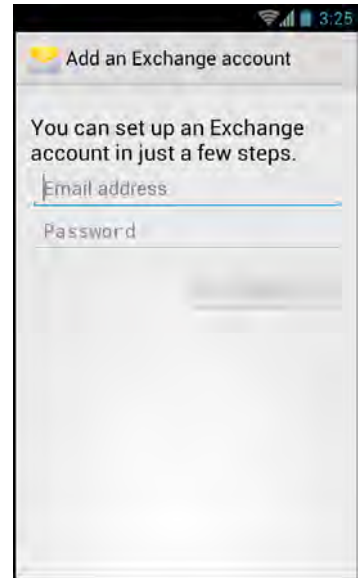 3:25
Add an Exchange account
You can set up an Exchange
account in just a few steps.
Email address
Password